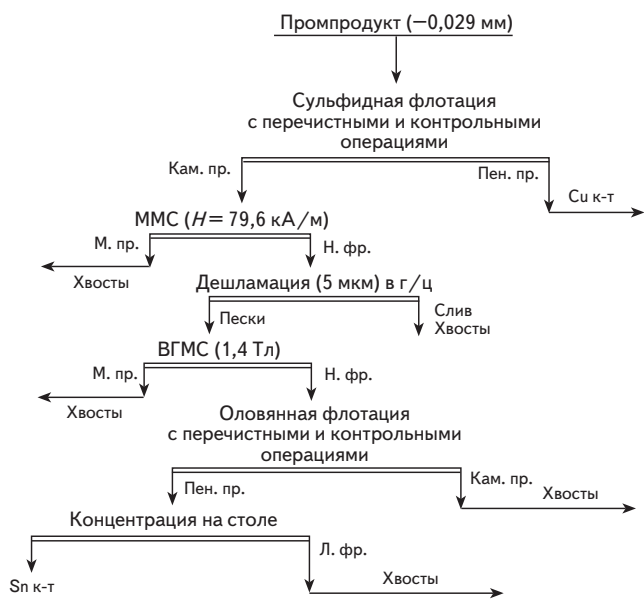 Промпродукт (−0,029 мм)
Сульфидная флотация
с перечистными и контрольными
операциями
Кам. пр.
Пен. пр.
Cu к-т
ММС (H = 79,6 кА/м)
М. пр.
Н. фр.
Хвосты
Дешламация (5 мкм) в г/ц
Пески
Слив
Хвосты
ВГМС (1,4 Тл)
М. пр.
Н. фр.
Хвосты
Оловянная флотация
с перечистными и контрольными
операциями
Пен. пр.
Кам. пр.
Хвосты
Концентрация на столе
Л. фр.
Sn к-т
Хвосты